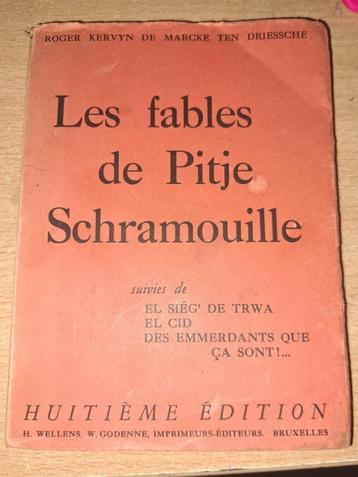 ROGER KERVYN DE MARCKE TEN DRIESSCHE
Les fables
de Pitje
Schramouille
suivies de
EL SIÉG' DE TRWA
EL CID
DES EMMERDANTS QUE
ÇA SONT!...
HUITIÈME ÉDITION
H. WELLENS, W. GODENNE, IMPRIMEURS-ÉDITEURS. BRUXELLES